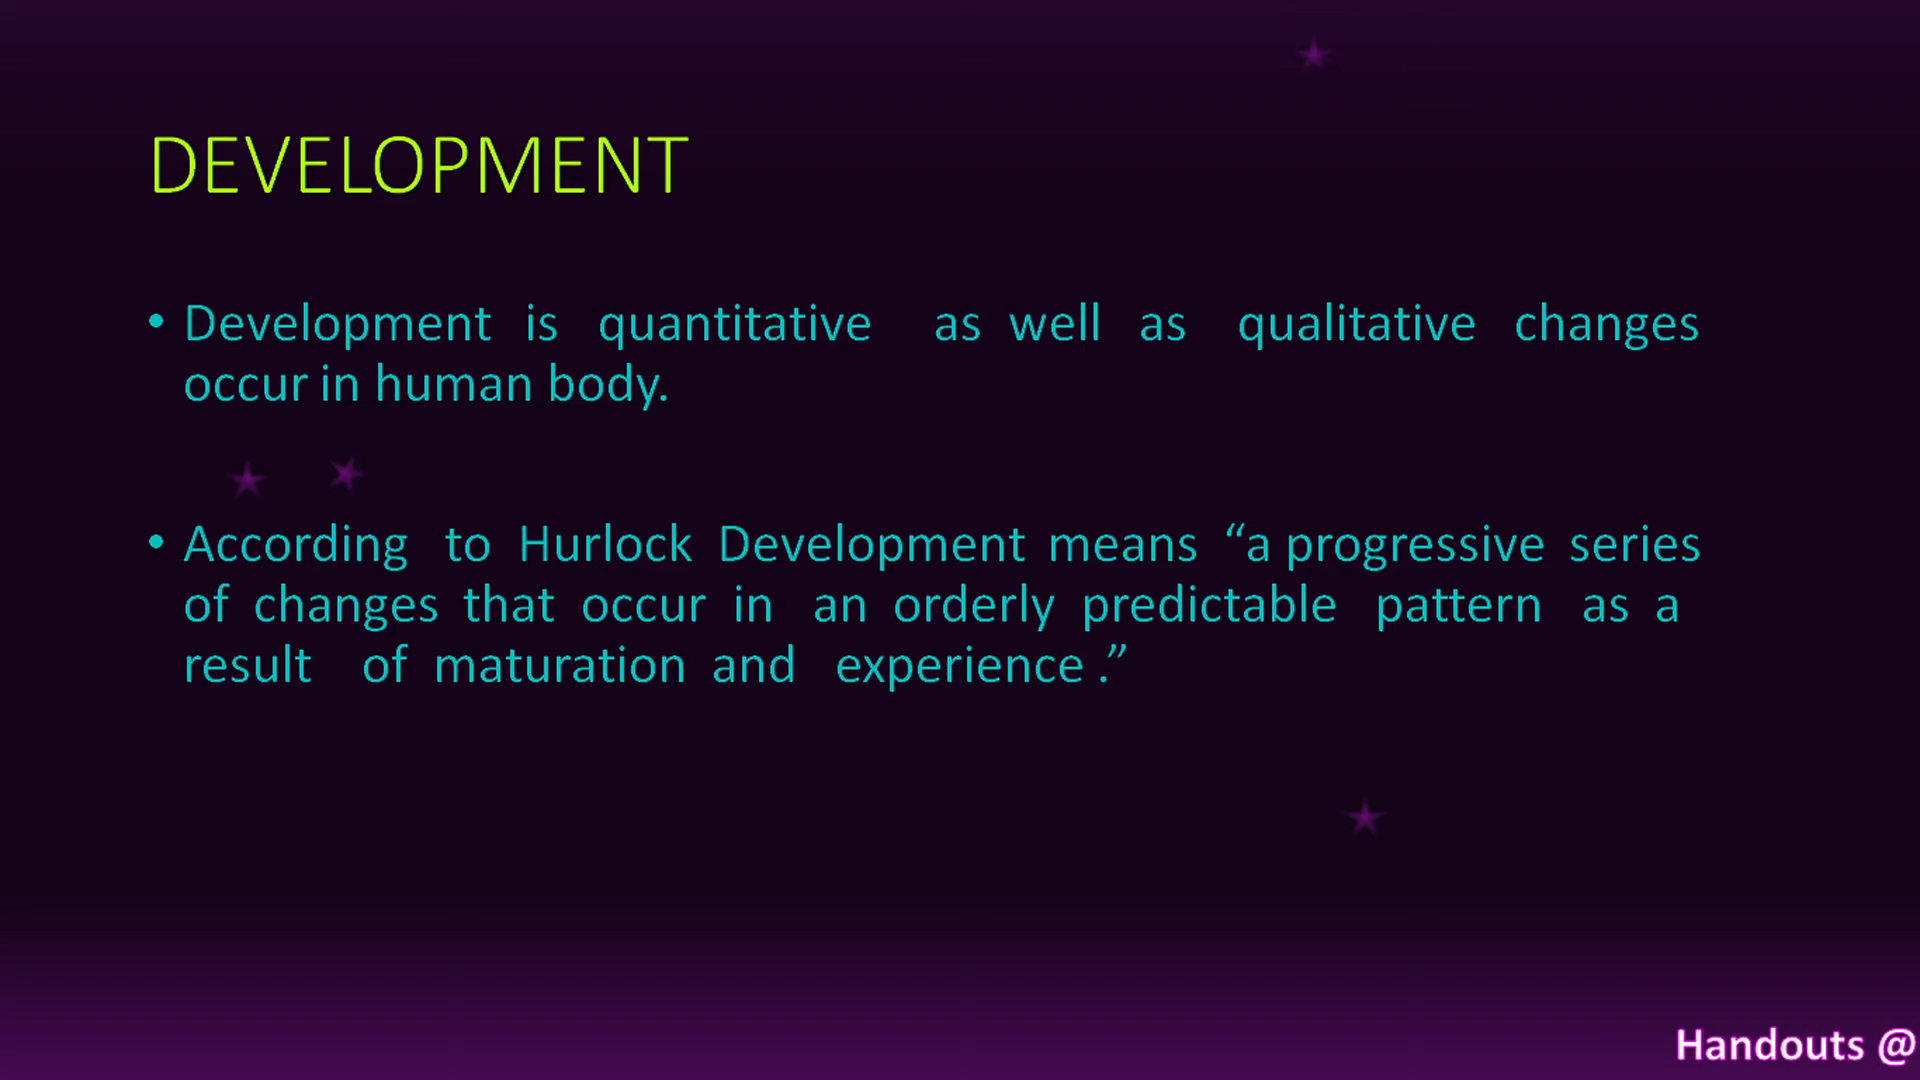 DEVELOPMENT
• Development is quantitative as well as qualitative changes
occur in human body.
• According to Hurlock Development means “a progressive series
of changes that occur in an orderly predictable pattern as a
result of maturation and experience .”
Handouts @